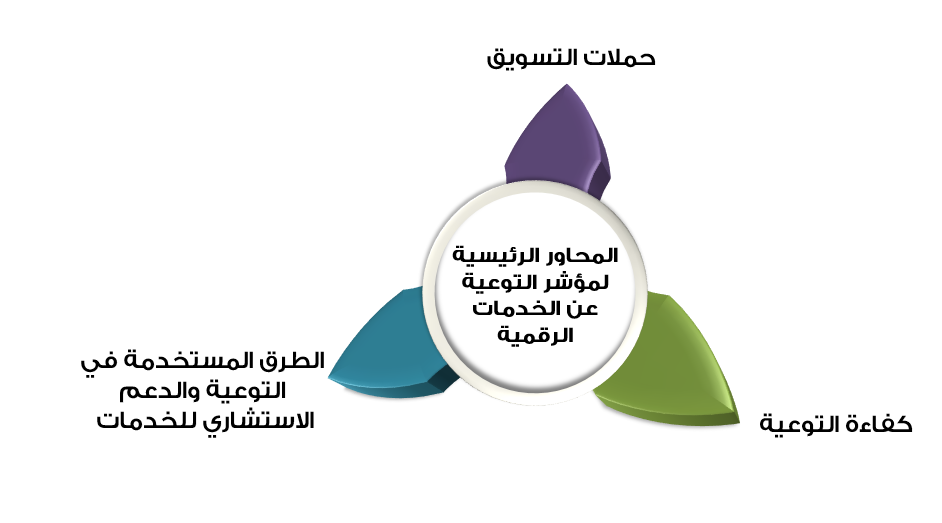 حملات التسويق
المحاور الرئيسية
لمؤشر التوعية
عن الخدمات
الرقمية
كفاءة التوعية
الطرق المستخدمة في
التوعية والدعم
الاستشاري للخدمات